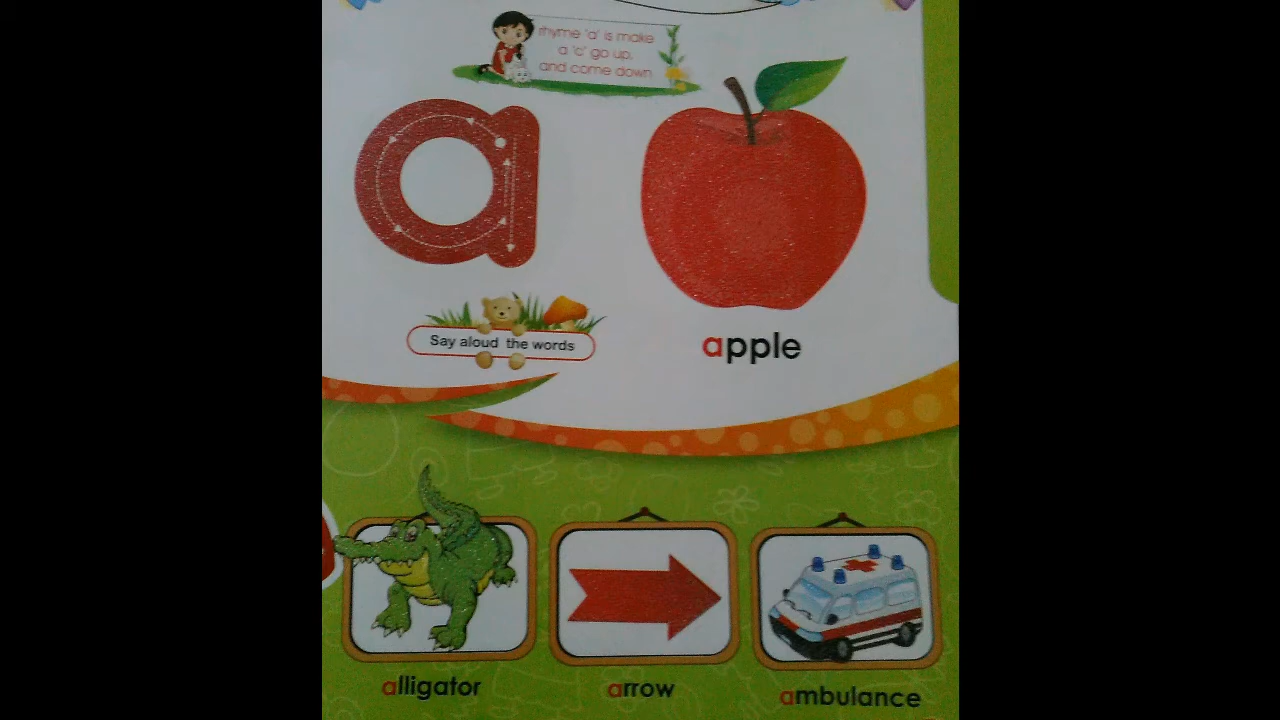 rhyme 'a' is make
a 'c' go up,
and come down
a
Say aloud the words
apple
alligator
arrow
ambulance